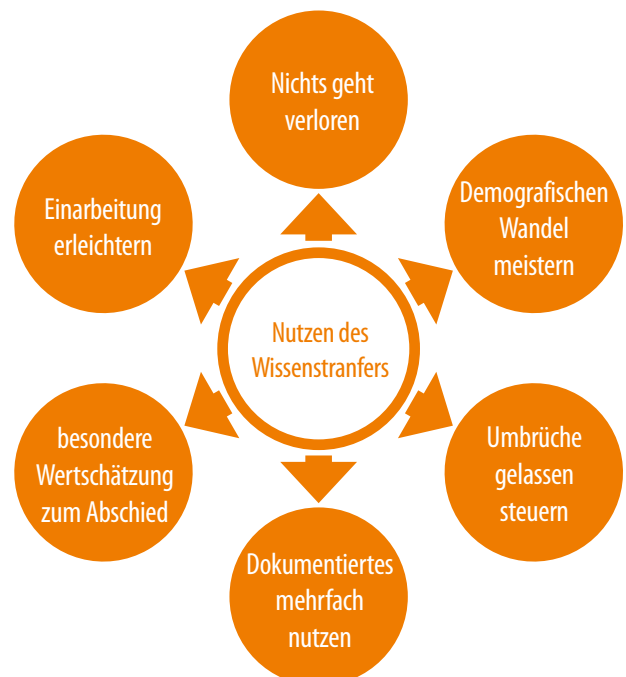 Nichts geht
verloren
Demografischen
Wandel
meistern
Umbrüche
gelassen
steuern
Dokumentiertes
mehrfach
nutzen
besondere
Wertschätzung
zum Abschied
Einarbeitung
erleichtern
Nutzen des
Wissenstranfers